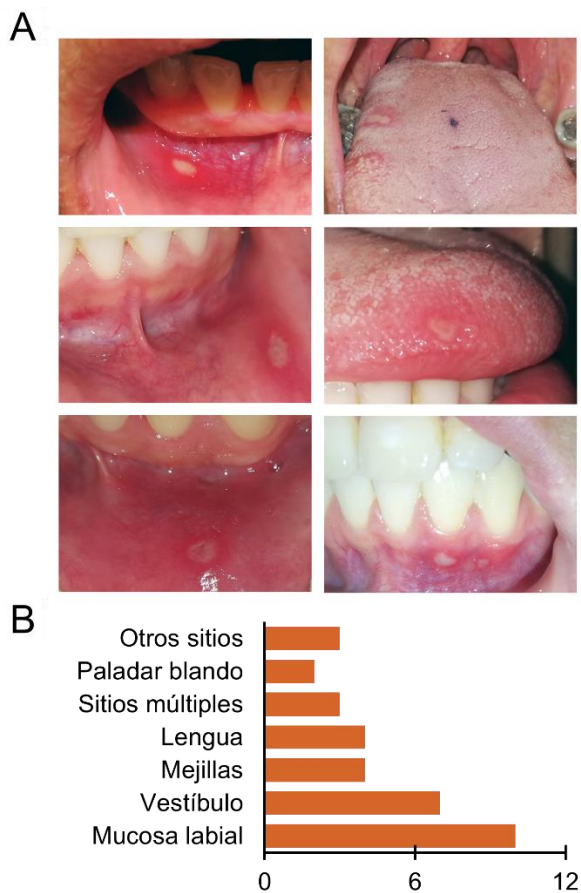 A
B
Otros sitios
Paladar blando
Sitios múltiples
Lengua
Mejillas
Vestíbulo
Mucosa labial
0 6 12